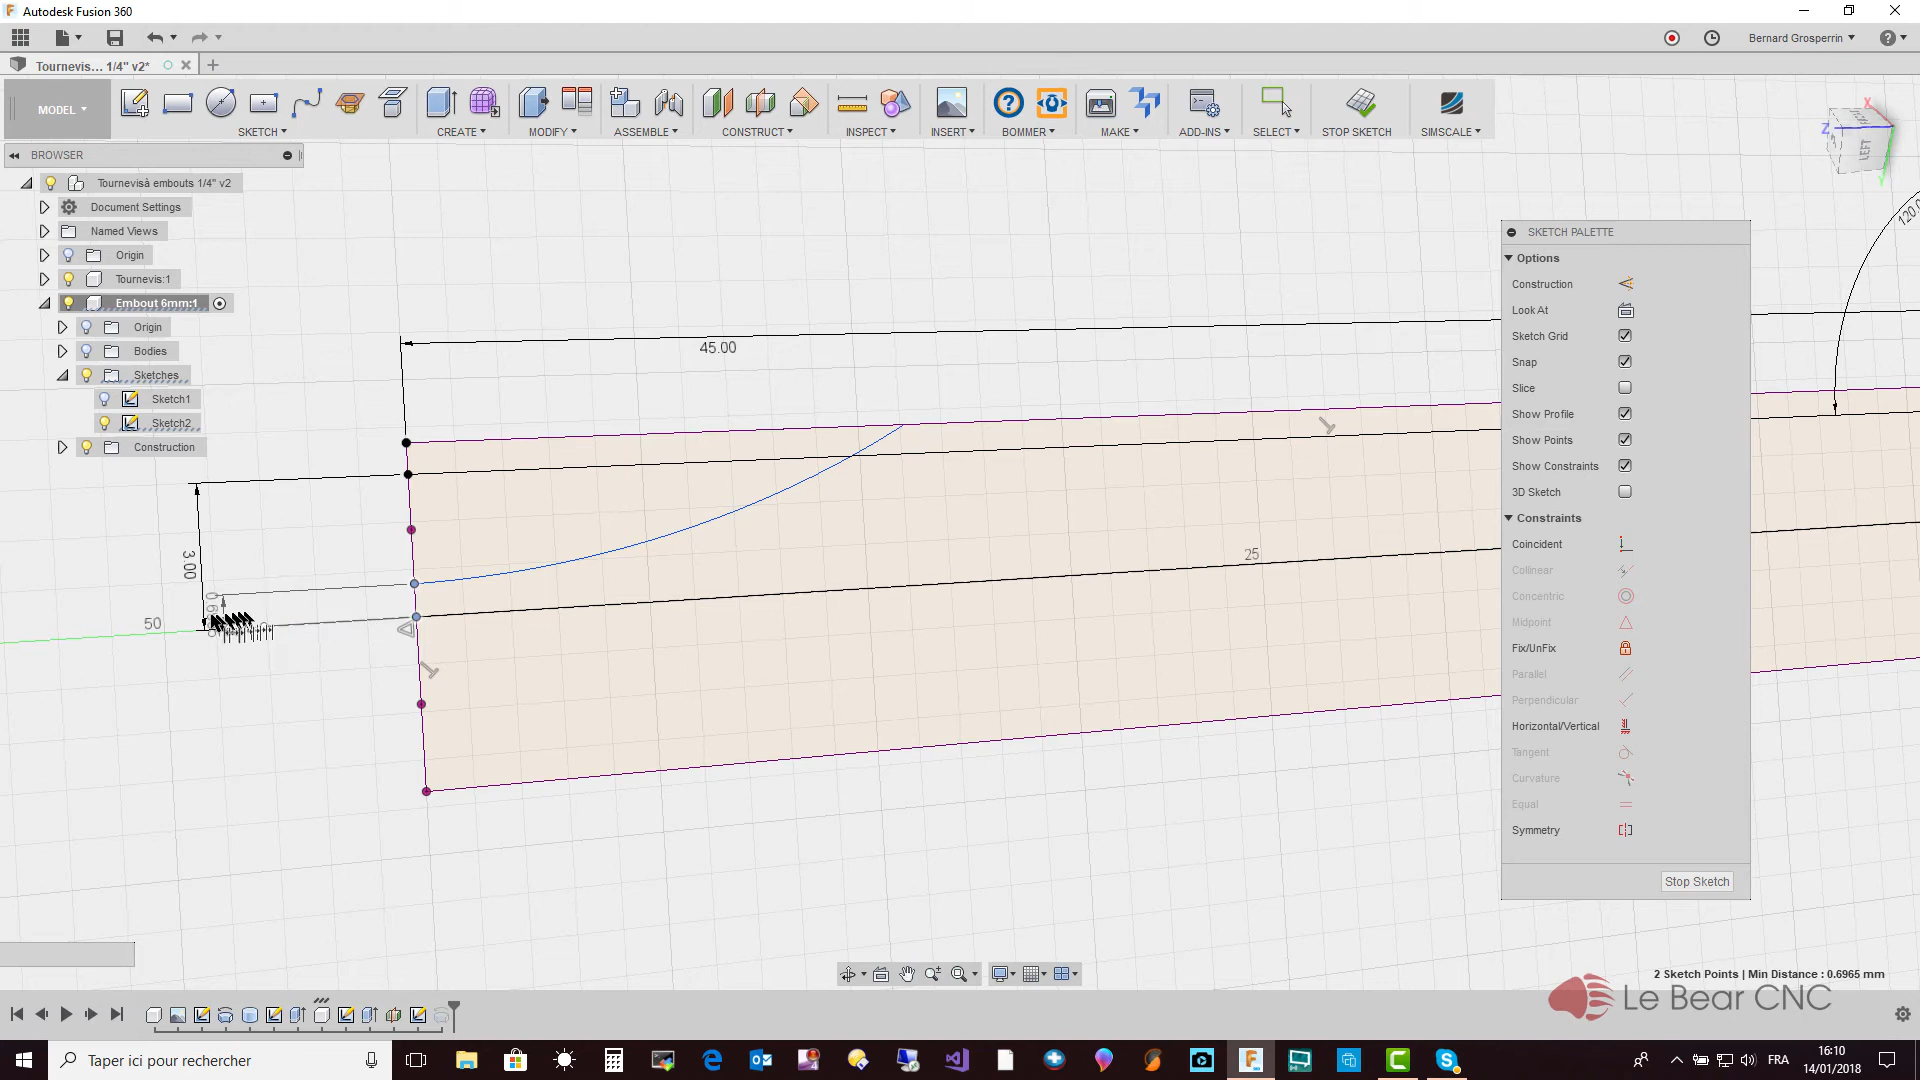 Autodesk Fusion 360
Bernard Grosperrin
Tournevis... 1/4" v2*
MODEL
SKETCH
CREATE
MODIFY
ASSEMBLE
CONSTRUCT
INSPECT
INSERT
BOMMER
MAKE
ADD-INS
SELECT
STOP SKETCH
SIMSCALE
BROWSER
Tournevisà embouts 1/4" v2
Document Settings
Named Views
Origin
Tournevis:1
Embout 6mm:1
Origin
Bodies
Sketches
Sketch1
Sketch2
Construction
X
Z
LEFT
Y
45.00
3.00
50
25
SKETCH PALETTE
Options
Construction
Look At
Sketch Grid
Snap
Slice
Show Profile
Show Points
Show Constraints
3D Sketch
Constraints
Coincident
Collinear
Concentric
Midpoint
Fix/UnFix
Parallel
Perpendicular
Horizontal/Vertical
Tangent
Curvature
Equal
Symmetry
Stop Sketch
2 Sketch Points | Min Distance : 0.6965 mm
Le Bear CNC
Taper ici pour rechercher
FRA
16:10
14/01/2018